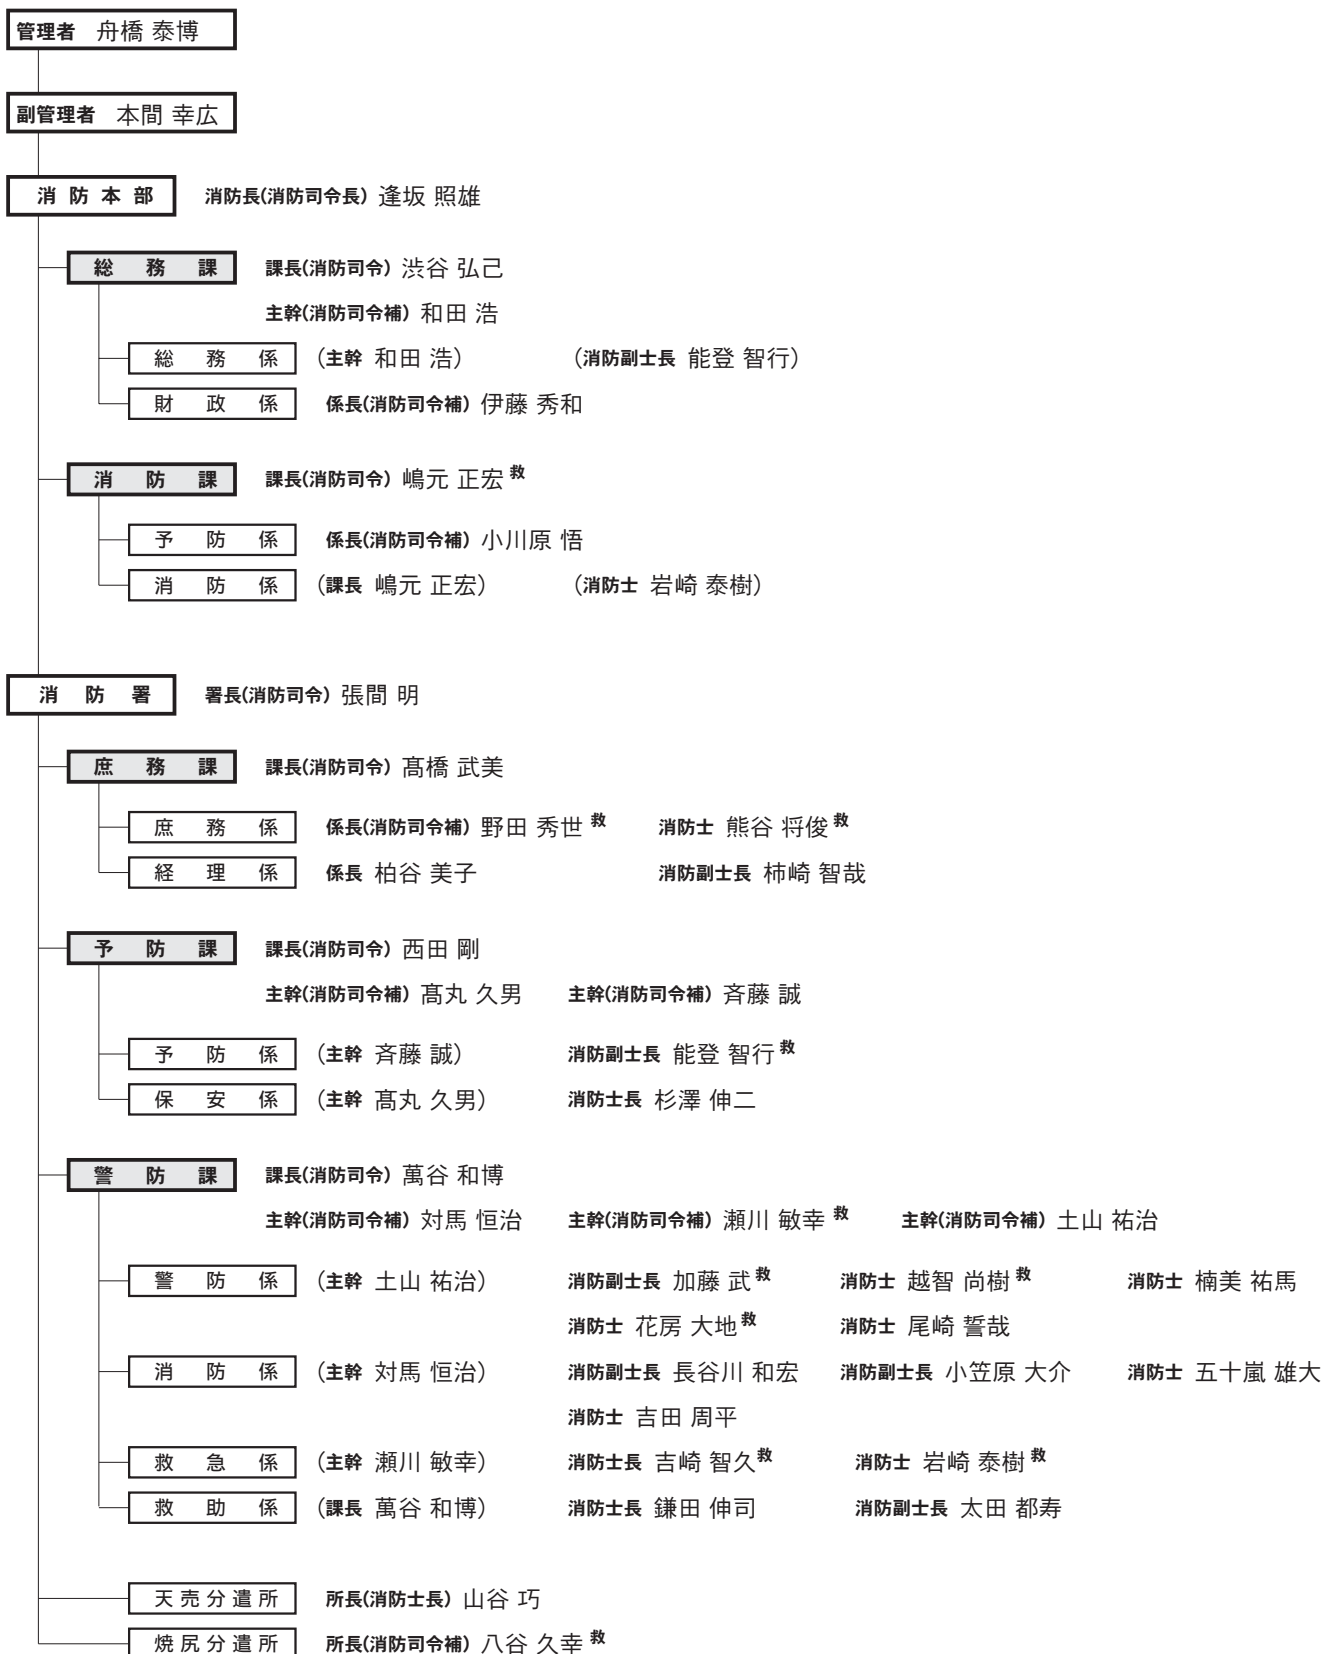 管理者 舟橋 泰博
副管理者 本間 幸広
消防本部 消防長(消防司令長) 逢坂 照雄
総務課 課長(消防司令) 渋谷 弘己
主幹(消防司令補) 和田 浩
総務係 （主幹 和田 浩） （消防副士長 能登 智行）
財政係 係長(消防司令補) 伊藤 秀和
消防課 課長(消防司令) 嶋元 正宏 救
予防係 係長(消防司令補) 小川原 悟
消防係 （課長 嶋元 正宏） （消防士 岩崎 泰樹）
消防署 署長(消防司令) 張間 明
庶務課 課長(消防司令) 髙橋 武美
庶務係 係長(消防司令補) 野田 秀世 救 消防士 熊谷 将俊 救
経理係 係長 柏谷 美子 消防副士長 柿崎 智哉
予防課 課長(消防司令) 西田 剛
主幹(消防司令補) 髙丸 久男 主幹(消防司令補) 斉藤 誠
予防係 （主幹 斉藤 誠） 消防副士長 能登 智行 救
保安係 （主幹 髙丸 久男） 消防士長 杉澤 伸二
警防課 課長(消防司令) 萬谷 和博
主幹(消防司令補) 対馬 恒治 主幹(消防司令補) 瀬川 敏幸 救 主幹(消防司令補) 土山 祐治
警防係 （主幹 土山 祐治） 消防副士長 加藤 武 救 消防士 越智 尚樹 救 消防士 楠美 祐馬
消防士 花房 大地 救 消防士 尾崎 誓哉
消防係 （主幹 対馬 恒治） 消防副士長 長谷川 和宏 消防副士長 小笠原 大介 消防士 五十嵐 雄大
消防士 吉田 周平
救急係 （主幹 瀬川 敏幸） 消防士長 吉崎 智久 救 消防士 岩崎 泰樹 救
救助係 （課長 萬谷 和博） 消防士長 鎌田 伸司 消防副士長 太田 都寿
天売分遣所 所長(消防士長) 山谷 巧
焼尻分遣所 所長(消防司令補) 八谷 久幸 救